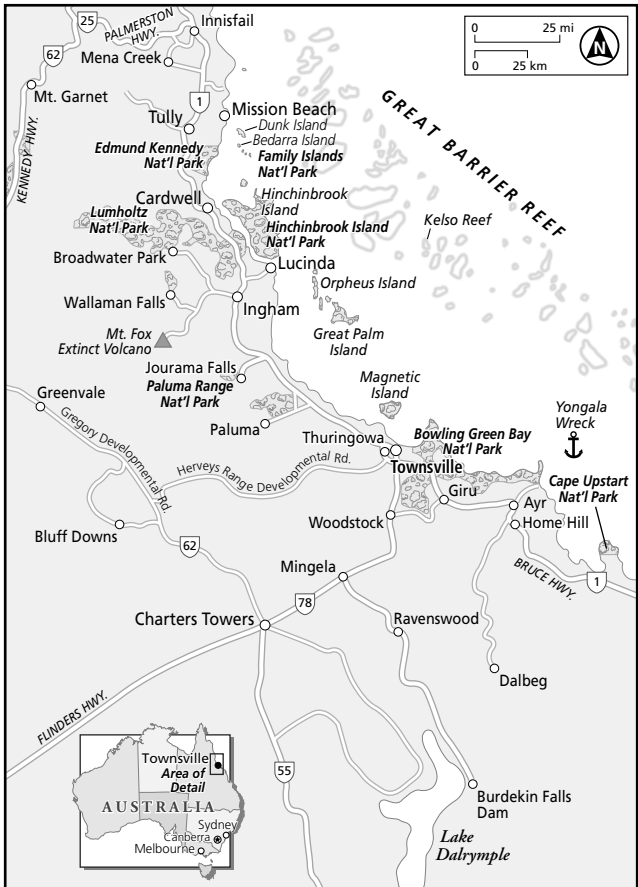 25
PALMERSTON
HWY.
Innisfail
0 25 mi
0 25 km
N
62
Mena Creek
Mt. Garnet
1
KENNEDY HWY.
Mission Beach
Tully
Dunk Island
Bedarra Island
Edmund Kennedy
Nat'l Park
Family Islands
Nat'l Park
GREAT BARRIER REEF
Cardwell
Hinchinbrook
Island
Lumholtz
Nat'l Park
Hinchinbrook Island
Nat'l Park
Kelso Reef
Broadwater Park
Lucinda
Orpheus Island
Wallaman Falls
Ingham
Mt. Fox
Extinct Volcano
Great Palm
Island
Jourama Falls
Paluma Range
Nat'l Park
Magnetic
Island
Greenvale
Yongala
Wreck
Paluma
Thuringowa
Bowling Green Bay
Nat'l Park
Gregory Developmental Rd.
Herveys Range Developmental Rd.
Townsville
Cape Upstart
Nat'l Park
Giru
Ayr
Woodstock
Home Hill
Bluff Downs
62
Mingela
BRUCE HWY.
1
78
Charters Towers
Ravenswood
Dalbeg
FLINDERS HWY.
55
Townsville
Area of
Detail
AUSTRALIA
Sydney
Canberra
Melbourne
Burdekin Falls
Dam
Lake
Dalrymple